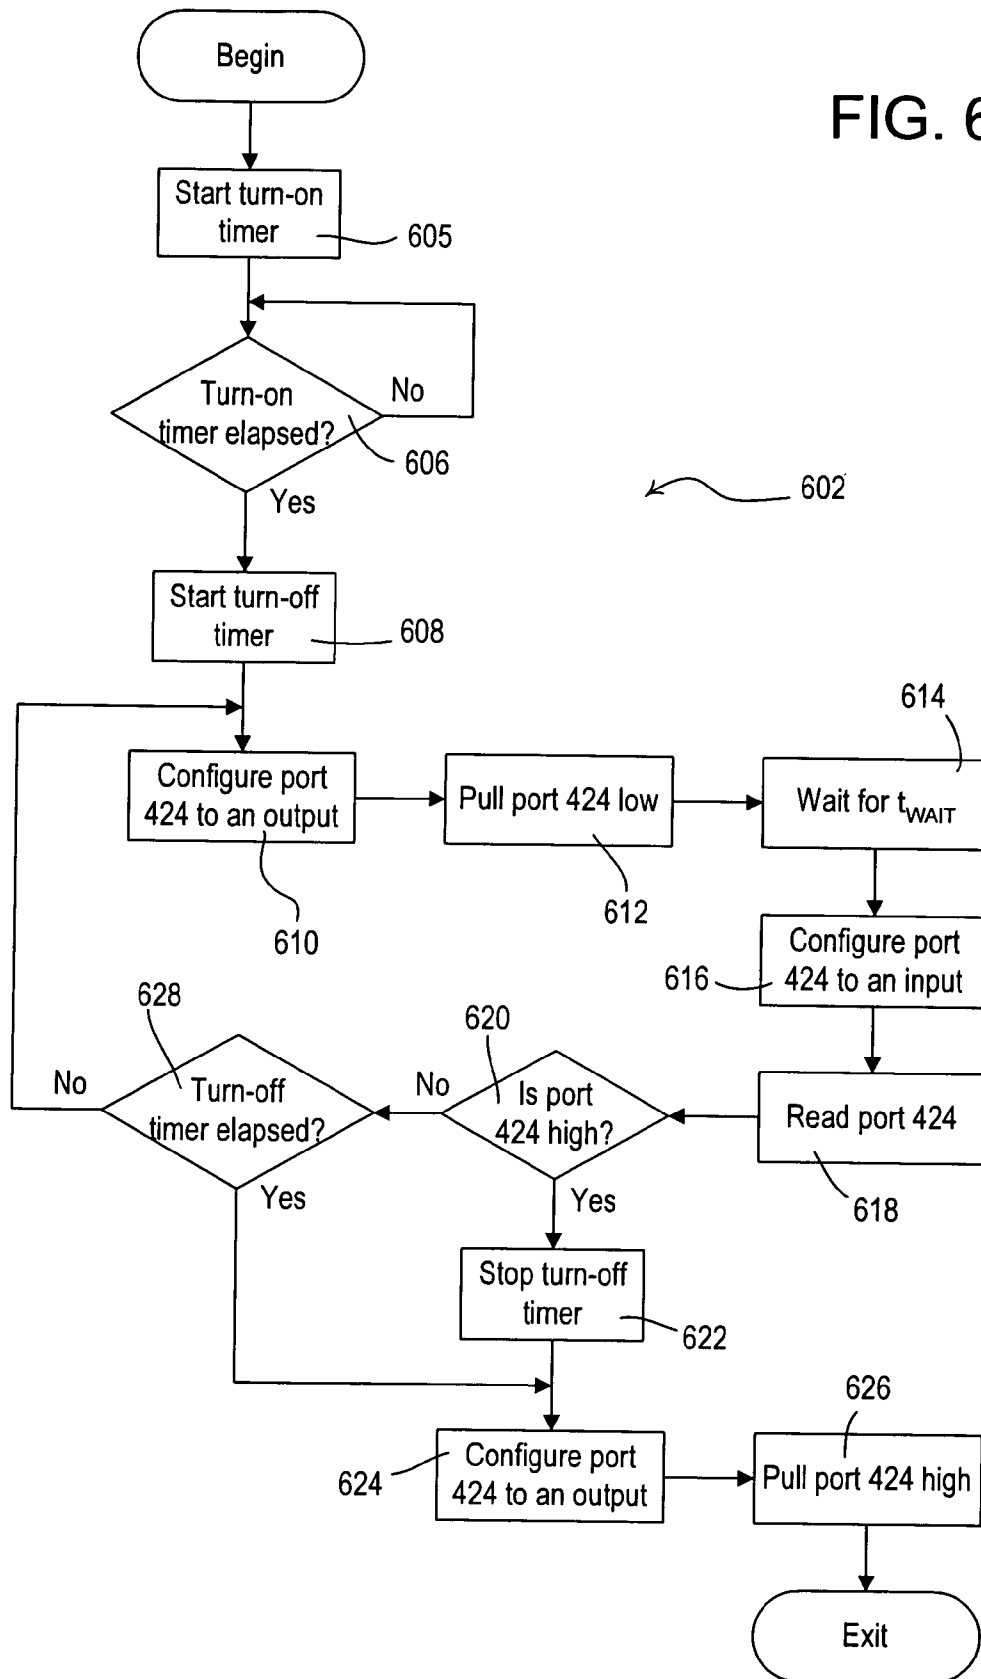 Begin
FIG. 6
Start turn-on
timer
605
Turn-on
timer elapsed?
No
606
Yes
602
Start turn-off
timer
608
614
Configure port
424 to an output
Pull port 424 low
Wait for tWAIT
610
612
Configure port
424 to an input
616
628
620
No
Turn-off
timer elapsed?
No
Is port
424 high?
Read port 424
618
Yes
Yes
Stop turn-off
timer
622
626
624
Configure port
424 to an output
Pull port 424 high
Exit